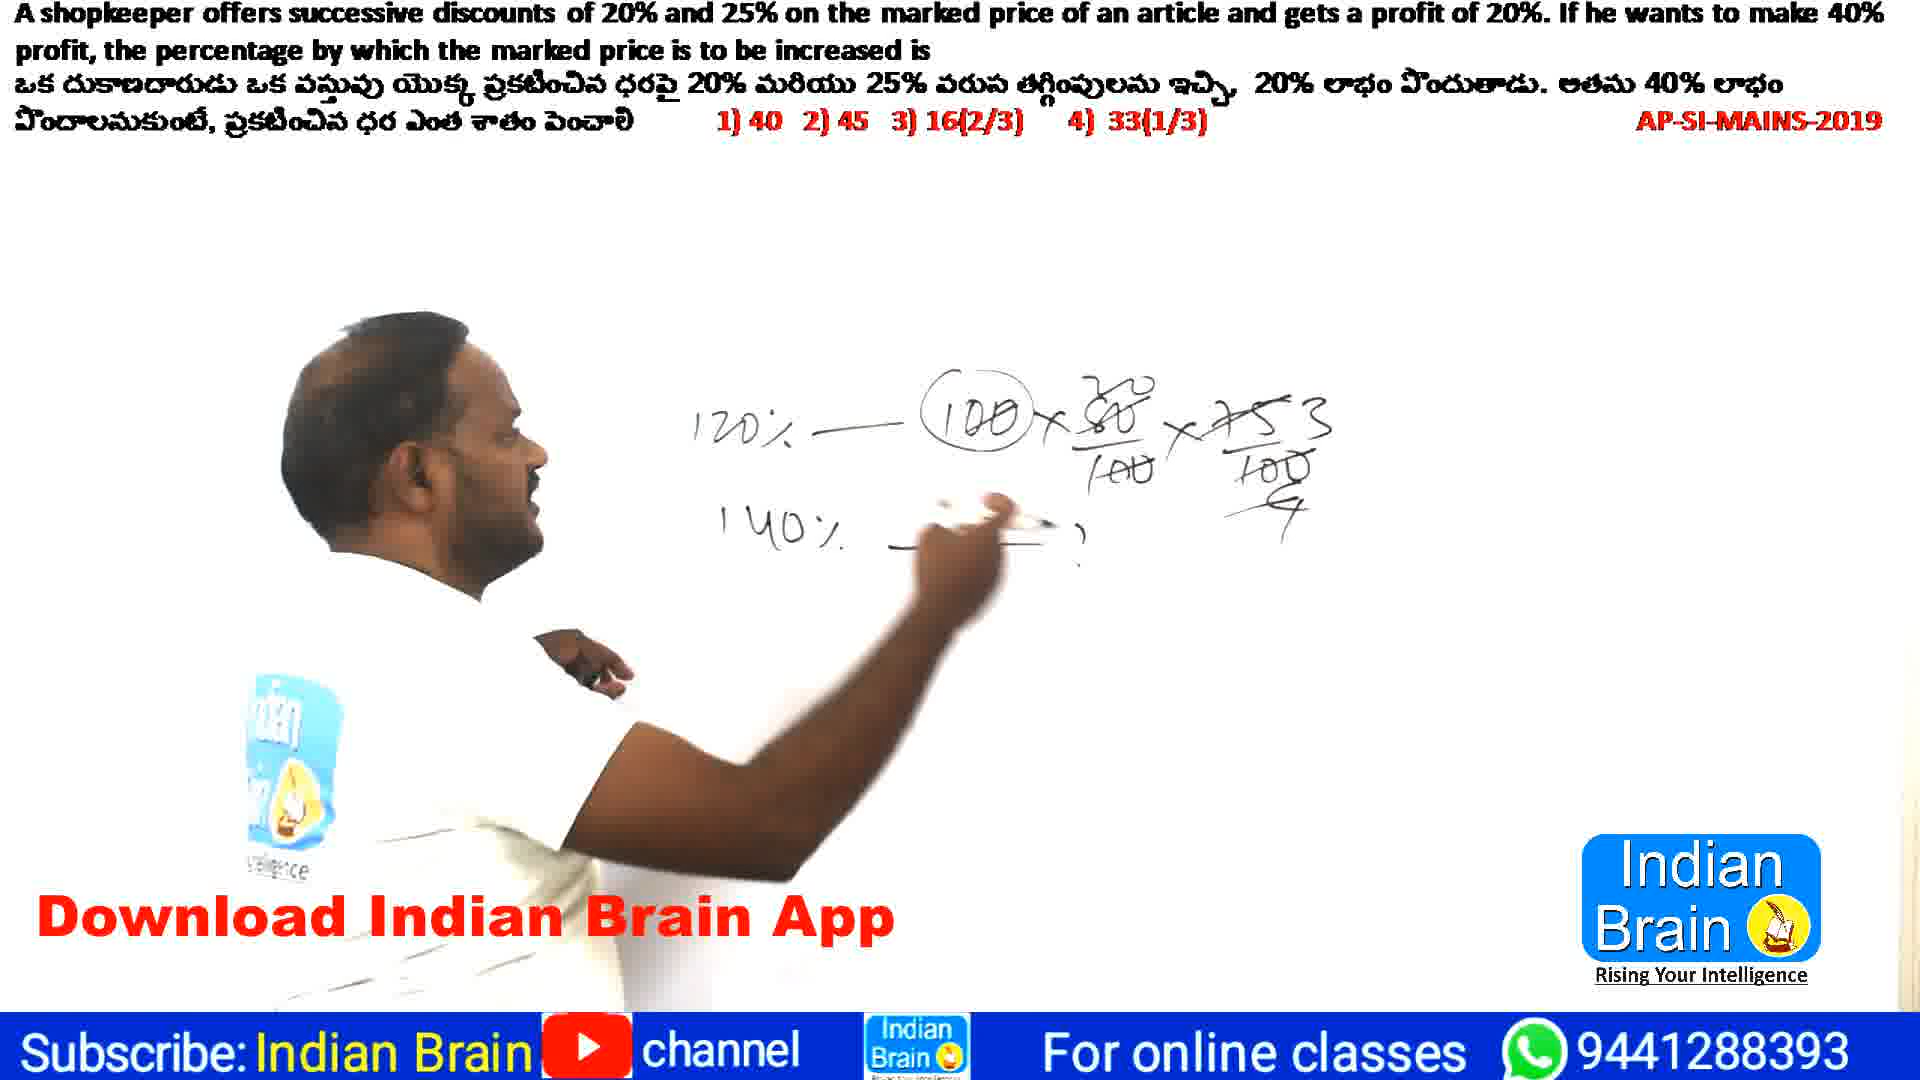 A shopkeeper offers successive discounts of 20% and 25% on the marked price of an article and gets a profit of 20%. If he wants to make 40%
profit, the percentage by which the marked price is to be increased is
ఒక దుకాణదారుడు ఒక వస్తువు యొక్క ప్రకటించిన ధరపై 20% మరియు 25% వరుస తగ్గింపులను ఇచ్చి, 20% లాభం పొందుతాడు. అతను 40% లాభం
పొందాలనుకుంటే, ప్రకటించిన ధర ఎంత శాతం పెంచాలి 1) 40 2) 45 3) 16(2/3) 4) 33(1/3) AP-SI-MAINS-2019
120% — 100 × 80/100 × 75/100
20 3
4
140% — ?
Indian
Brain
Rising Your Intelligence
Download Indian Brain App
Subscribe: Indian Brain channel Indian Brain For online classes 9441288393